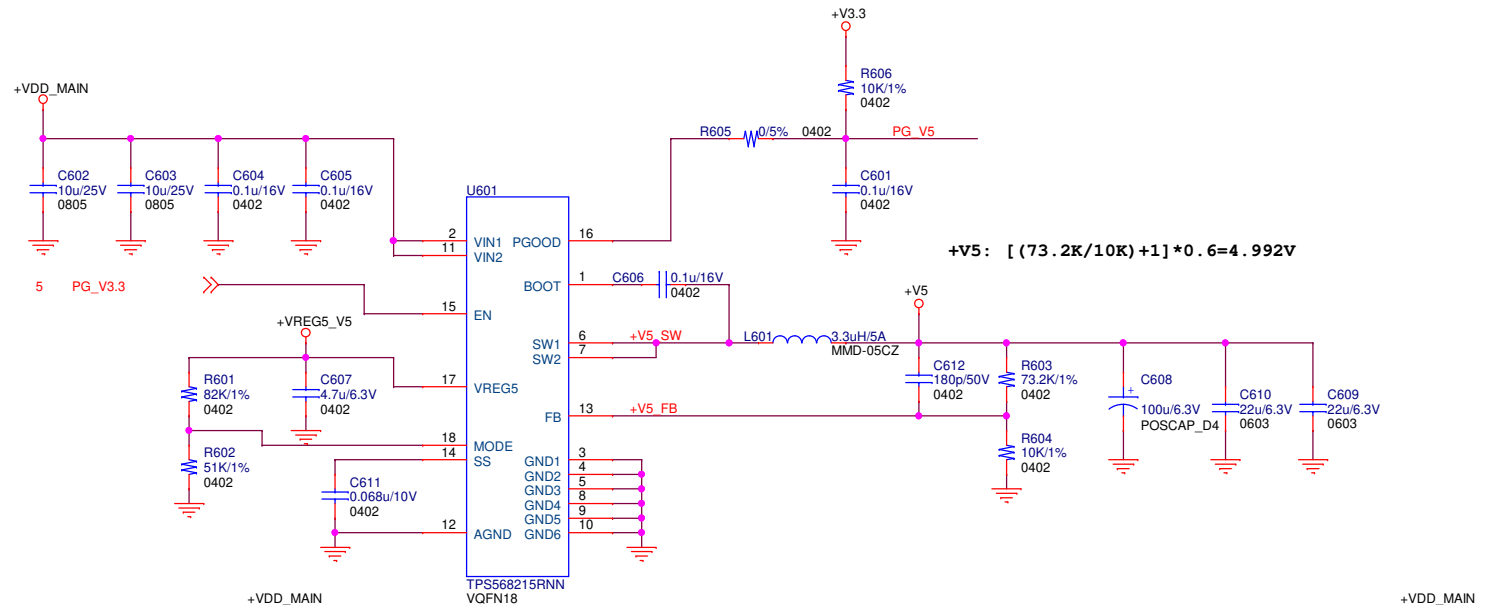 +V3.3
R606
10K/1%
0402
+VDD_MAIN
R605 0/5% 0402 PG_V5
C602
10u/25V
0805
C603
10u/25V
0805
C604
0.1u/16V
0402
C605
0.1u/16V
0402
C601
0.1u/16V
0402
U601
2 VIN1
11 VIN2
PGOOD 16
+V5: [(73.2K/10K)+1]*0.6=4.992V
5 PG_V3.3
BOOT 1
C606 0.1u/16V
0402
15 EN
+V5
+VREG5_V5
SW1 6 +V5_SW
SW2 7
L601 3.3uH/5A
MMD-05CZ
R601
82K/1%
0402
C607
4.7u/6.3V
0402
17 VREG5
C612
180p/50V
0402
R603
73.2K/1%
0402
C608
100u/6.3V
POSCAP_D4
+
C610
22u/6.3V
0603
C609
22u/6.3V
0603
FB 13 +V5_FB
R602
51K/1%
0402
18 MODE
14 SS
R604
10K/1%
0402
C611
0.068u/10V
0402
GND1 3
GND2 4
GND3 5
GND4 8
GND5 9
GND6 10
12 AGND
TPS568215RNN
VQFN18
+VDD_MAIN
+VDD_MAIN